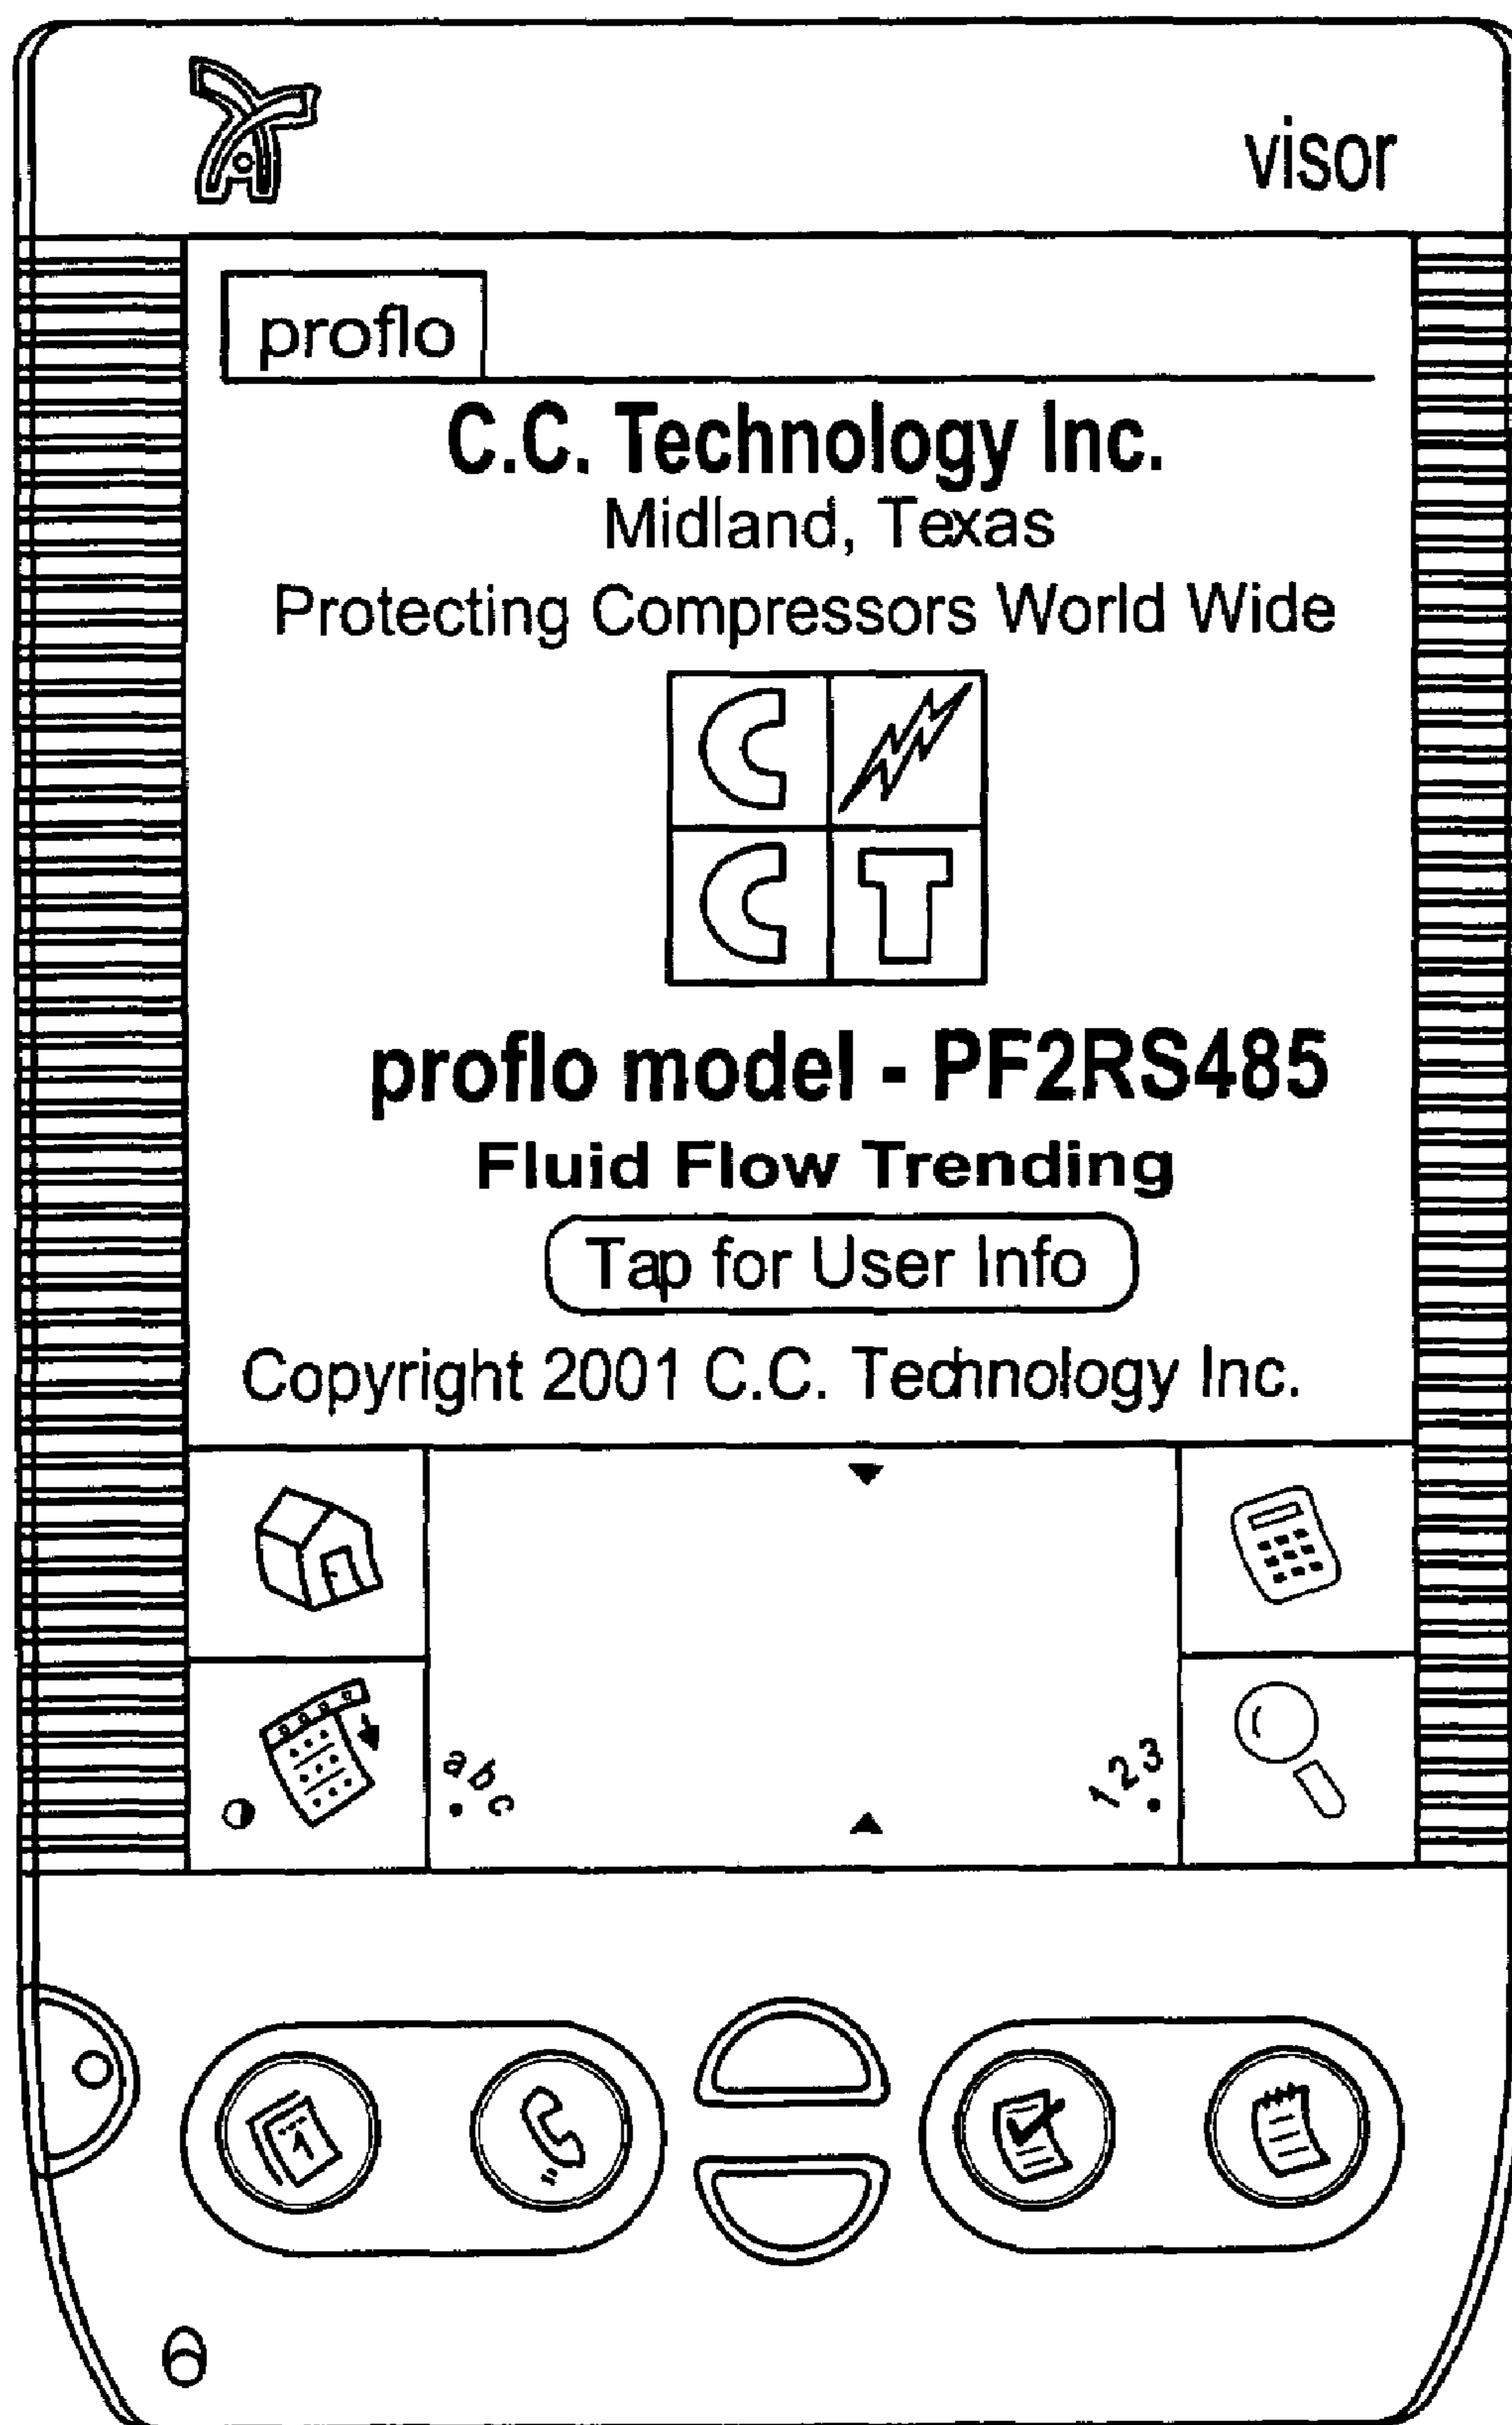 visor
proflo
C.C. Technology Inc.
Midland, Texas
Protecting Compressors World Wide
C
C T
proflo model - PF2RS485
Fluid Flow Trending
Tap for User Info
Copyright 2001 C.C. Technology Inc.
abc
123
1